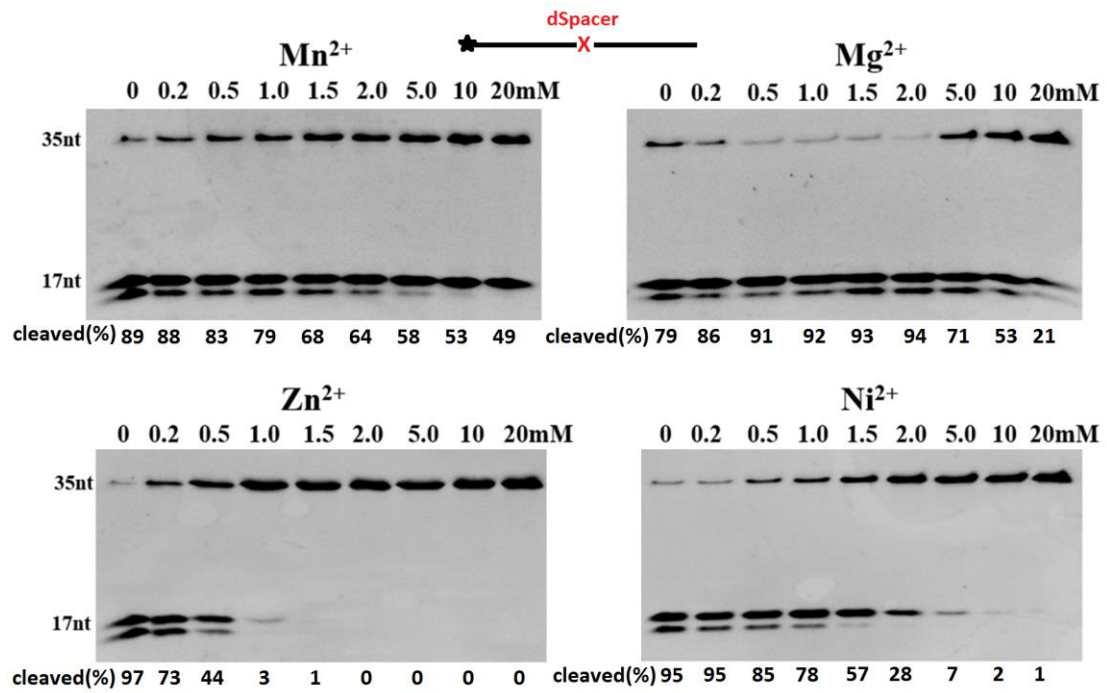 dSpacer
X
Mn2+
0 0.2 0.5 1.0 1.5 2.0 5.0 10 20mM
35nt
17nt
cleaved(%) 89 88 83 79 68 64 58 53 49
Mg2+
0 0.2 0.5 1.0 1.5 2.0 5.0 10 20mM
cleaved(%) 79 86 91 92 93 94 71 53 21
Zn2+
0 0.2 0.5 1.0 1.5 2.0 5.0 10 20mM
35nt
17nt
cleaved(%) 97 73 44 3 1 0 0 0 0
Ni2+
0 0.2 0.5 1.0 1.5 2.0 5.0 10 20mM
cleaved(%) 95 95 85 78 57 28 7 2 1